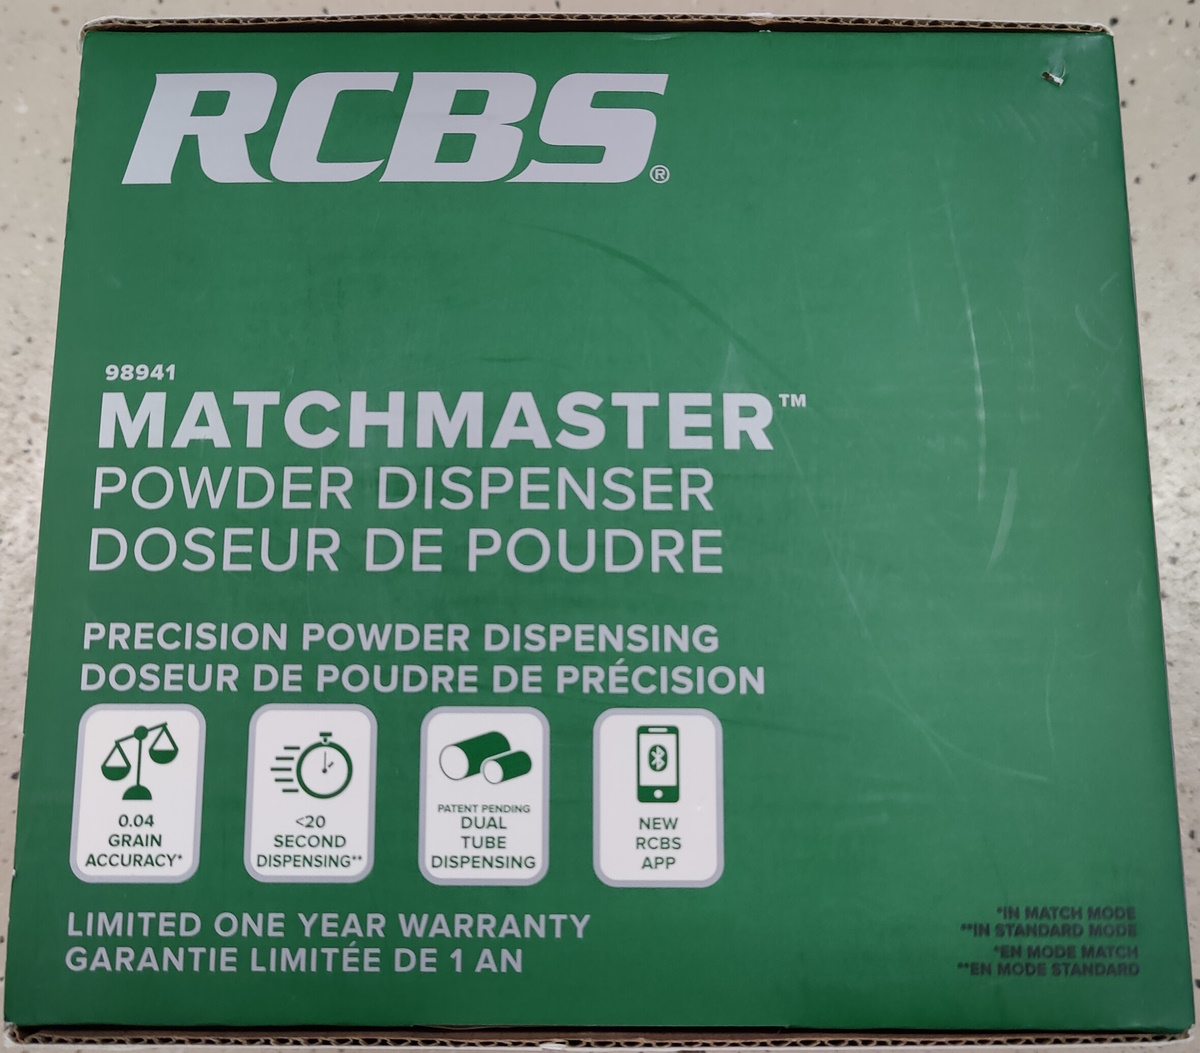 RCBS®
98941
MATCHMASTER™
POWDER DISPENSER
DOSEUR DE POUDRE
PRECISION POWDER DISPENSING
DOSEUR DE POUDRE DE PRÉCISION
0.04
GRAIN
ACCURACY*
<20
SECOND
DISPENSING**
PATENT PENDING
DUAL
TUBE
DISPENSING
NEW
RCBS
APP
LIMITED ONE YEAR WARRANTY
GARANTIE LIMITÉE DE 1 AN
*IN MATCH MODE
**IN STANDARD MODE
*EN MODE MATCH
**EN MODE STANDARD